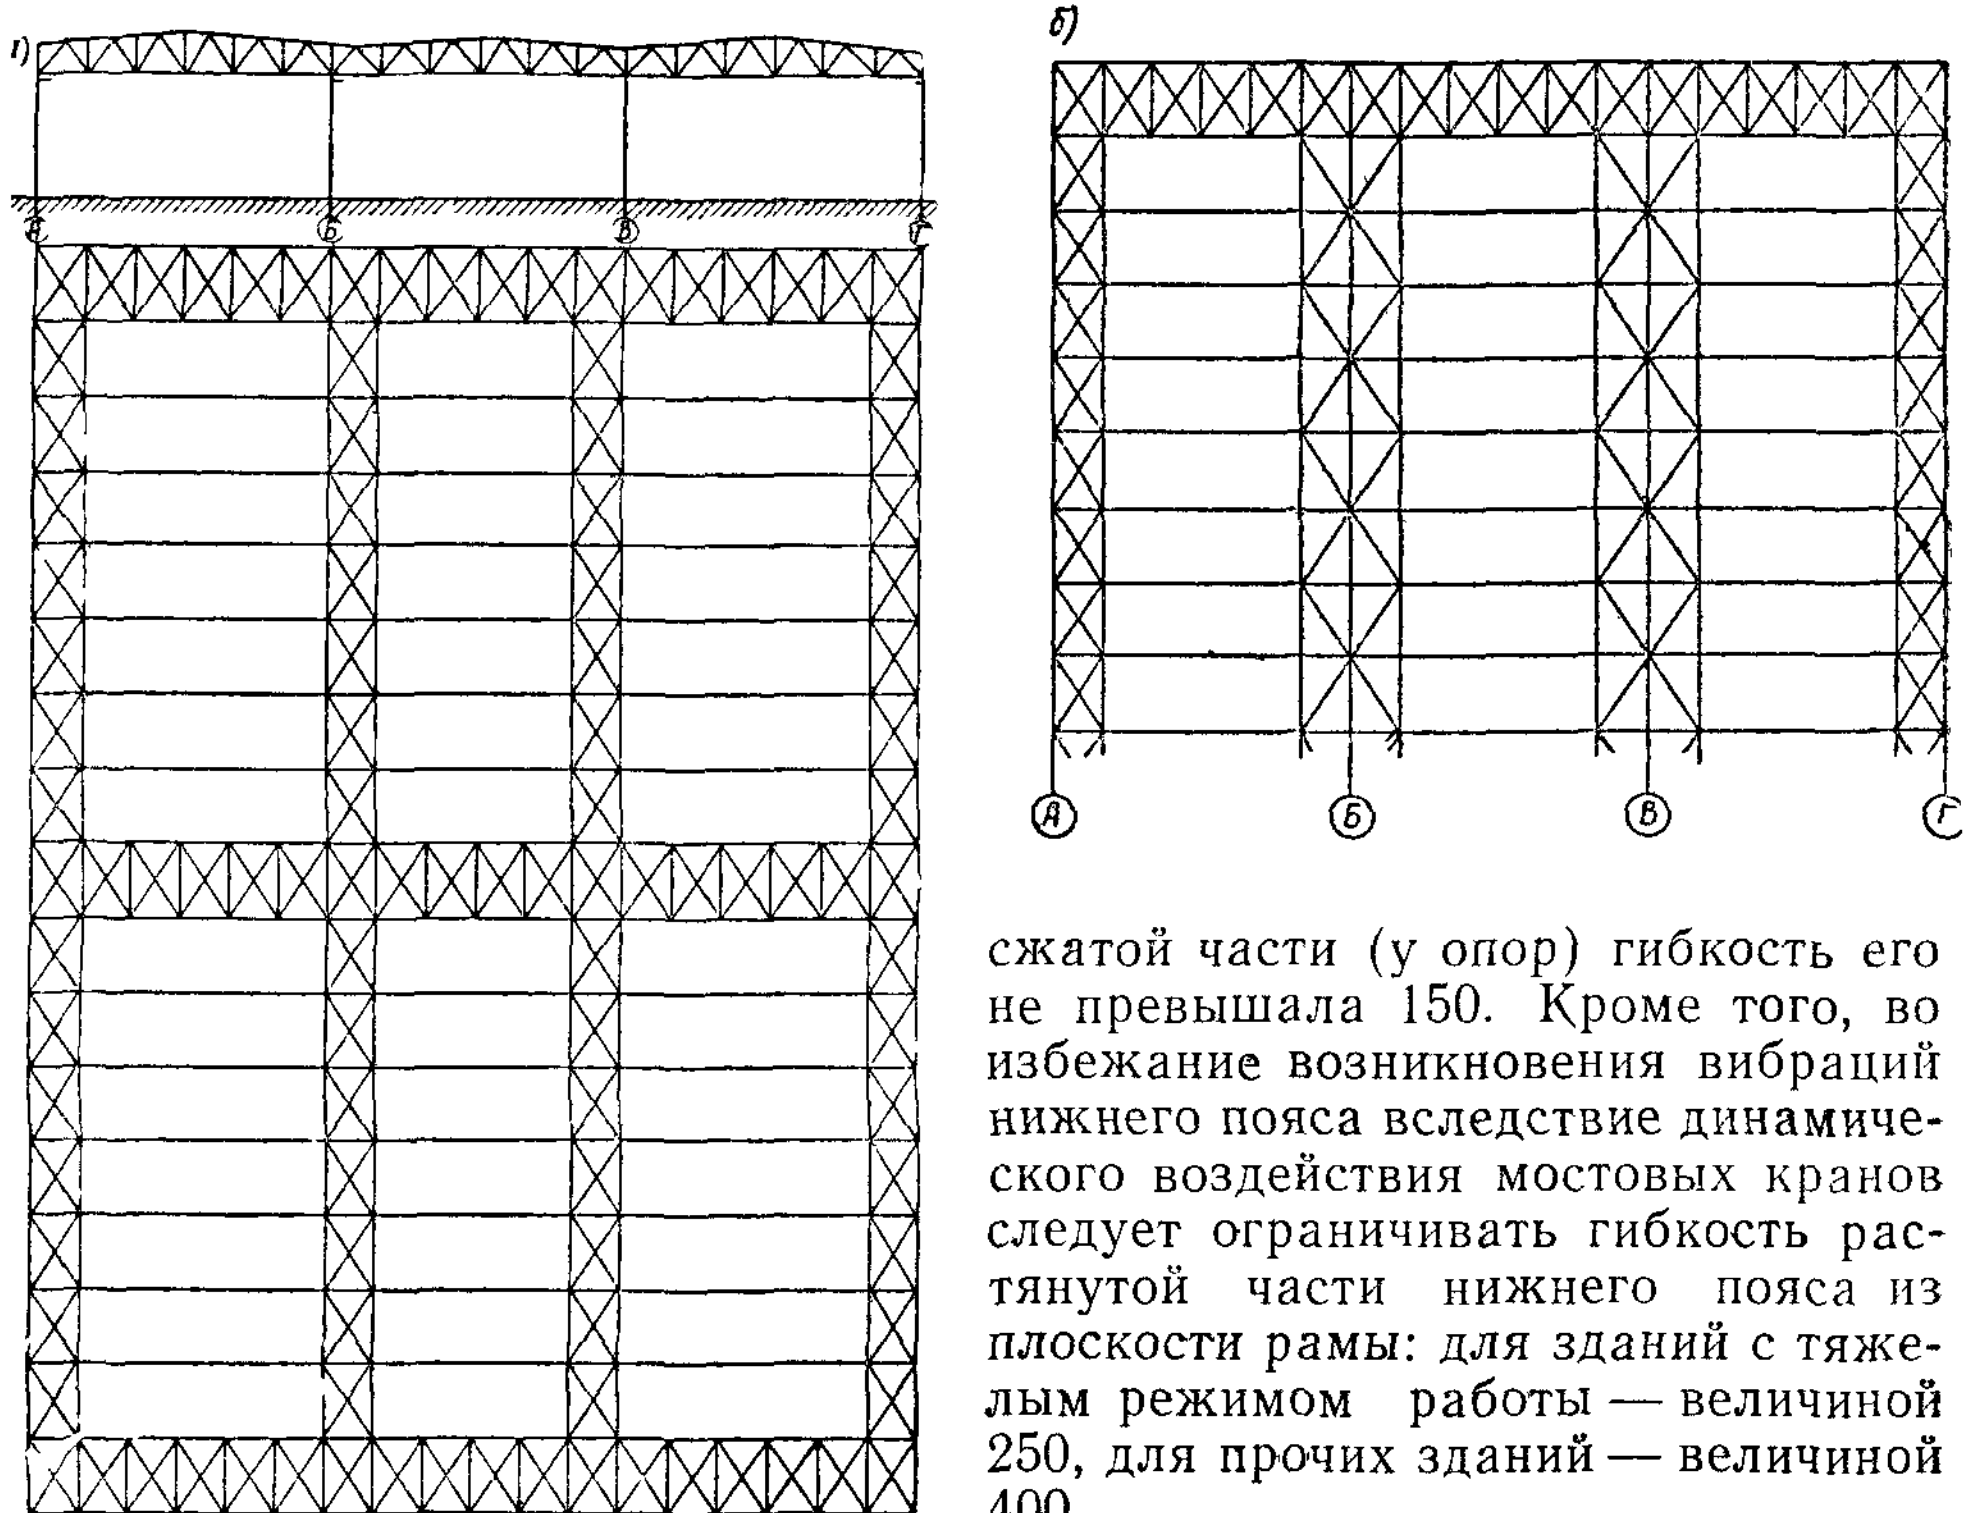 б)
А
Б
В
Г
А
Б
В
Г
сжатой части (у опор) гибкость его
не превышала 150. Кроме того, во
избежание возникновения вибраций
нижнего пояса вследствие динамиче-
ского воздействия мостовых кранов
следует ограничивать гибкость рас-
тянутой части нижнего пояса из
плоскости рамы: для зданий с тяже-
лым режимом работы — величиной
250, для прочих зданий — величиной
400